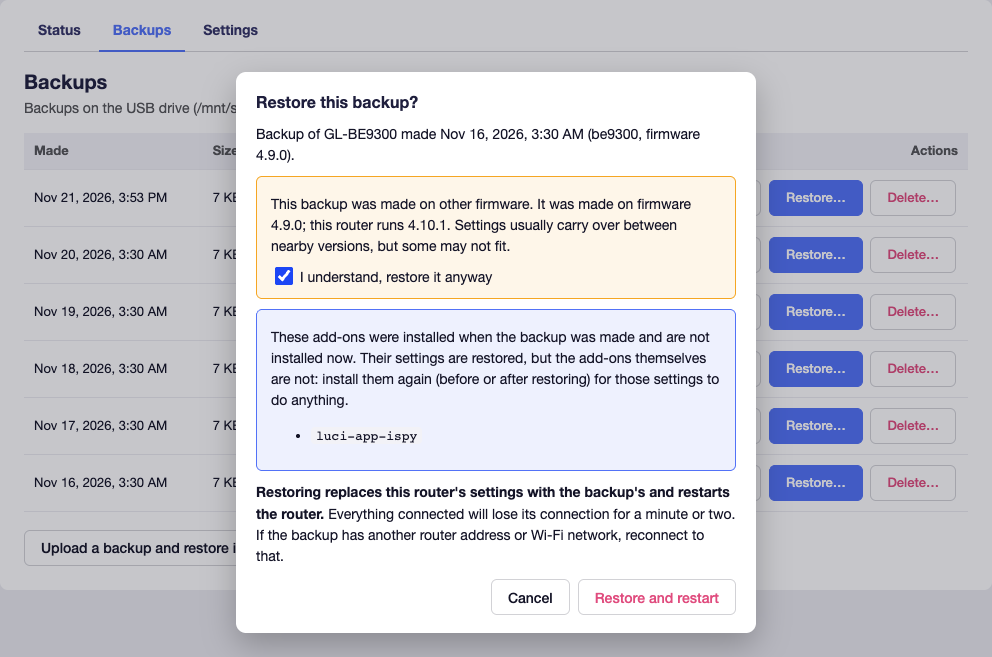 Status Backups Settings
Backups
Backups on the USB drive (/mnt/s
Made Size Actions
Nov 21, 2026, 3:53 PM 7 KB Restore... Delete...
Nov 20, 2026, 3:30 AM 7 KB Restore... Delete...
Nov 19, 2026, 3:30 AM 7 KB Restore... Delete...
Nov 18, 2026, 3:30 AM 7 KB Restore... Delete...
Nov 17, 2026, 3:30 AM 7 KB Restore... Delete...
Nov 16, 2026, 3:30 AM 7 KB Restore... Delete...
Upload a backup and restore i
Restore this backup?
Backup of GL-BE9300 made Nov 16, 2026, 3:30 AM (be9300, firmware
4.9.0).
This backup was made on other firmware. It was made on firmware
4.9.0; this router runs 4.10.1. Settings usually carry over between
nearby versions, but some may not fit.
I understand, restore it anyway
These add-ons were installed when the backup was made and are not
installed now. Their settings are restored, but the add-ons themselves
are not: install them again (before or after restoring) for those settings to
do anything.
• luci-app-ispy
Restoring replaces this router's settings with the backup's and restarts
the router. Everything connected will lose its connection for a minute or two.
If the backup has another router address or Wi-Fi network, reconnect to
that.
Cancel Restore and restart